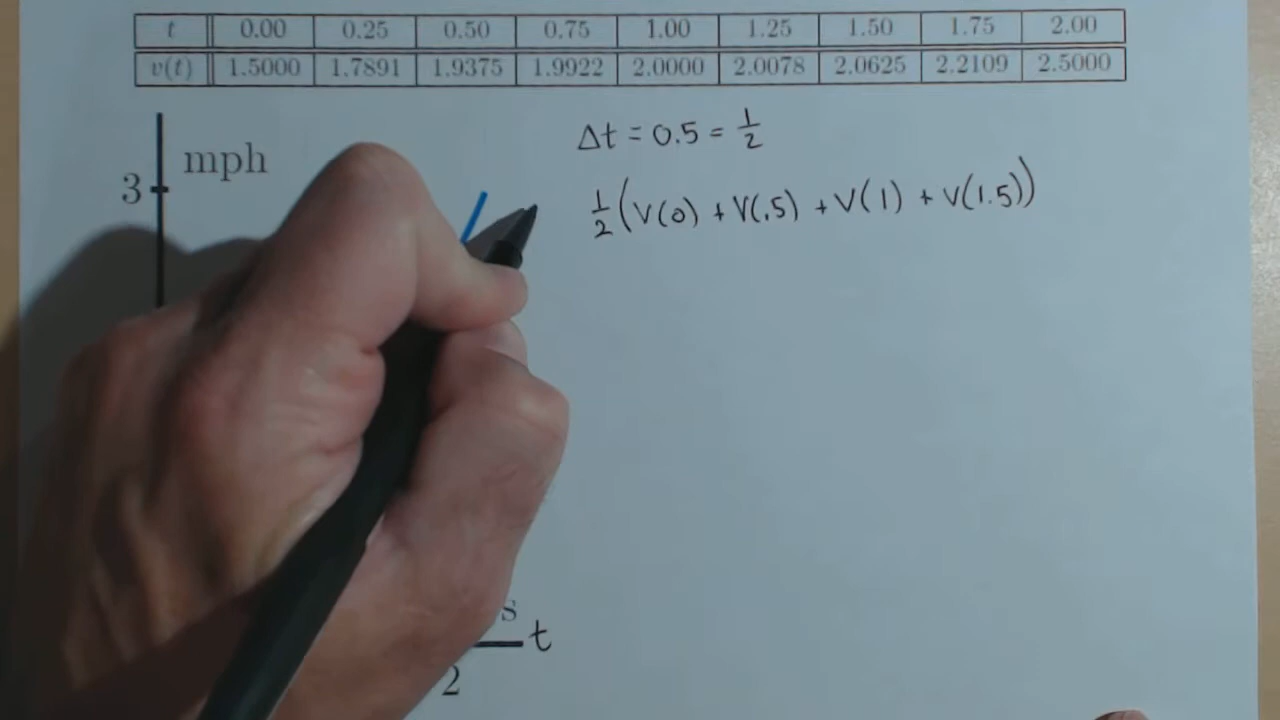 t 0.00 0.25 0.50 0.75 1.00 1.25 1.50 1.75 2.00
v(t) 1.5000 1.7891 1.9375 1.9922 2.0000 2.0078 2.0625 2.2109 2.5000
mph
3
Δt = 0.5 = 1/2
1/2 (V(0) + V(.5) + V(1) + V(1.5))
s
t
2